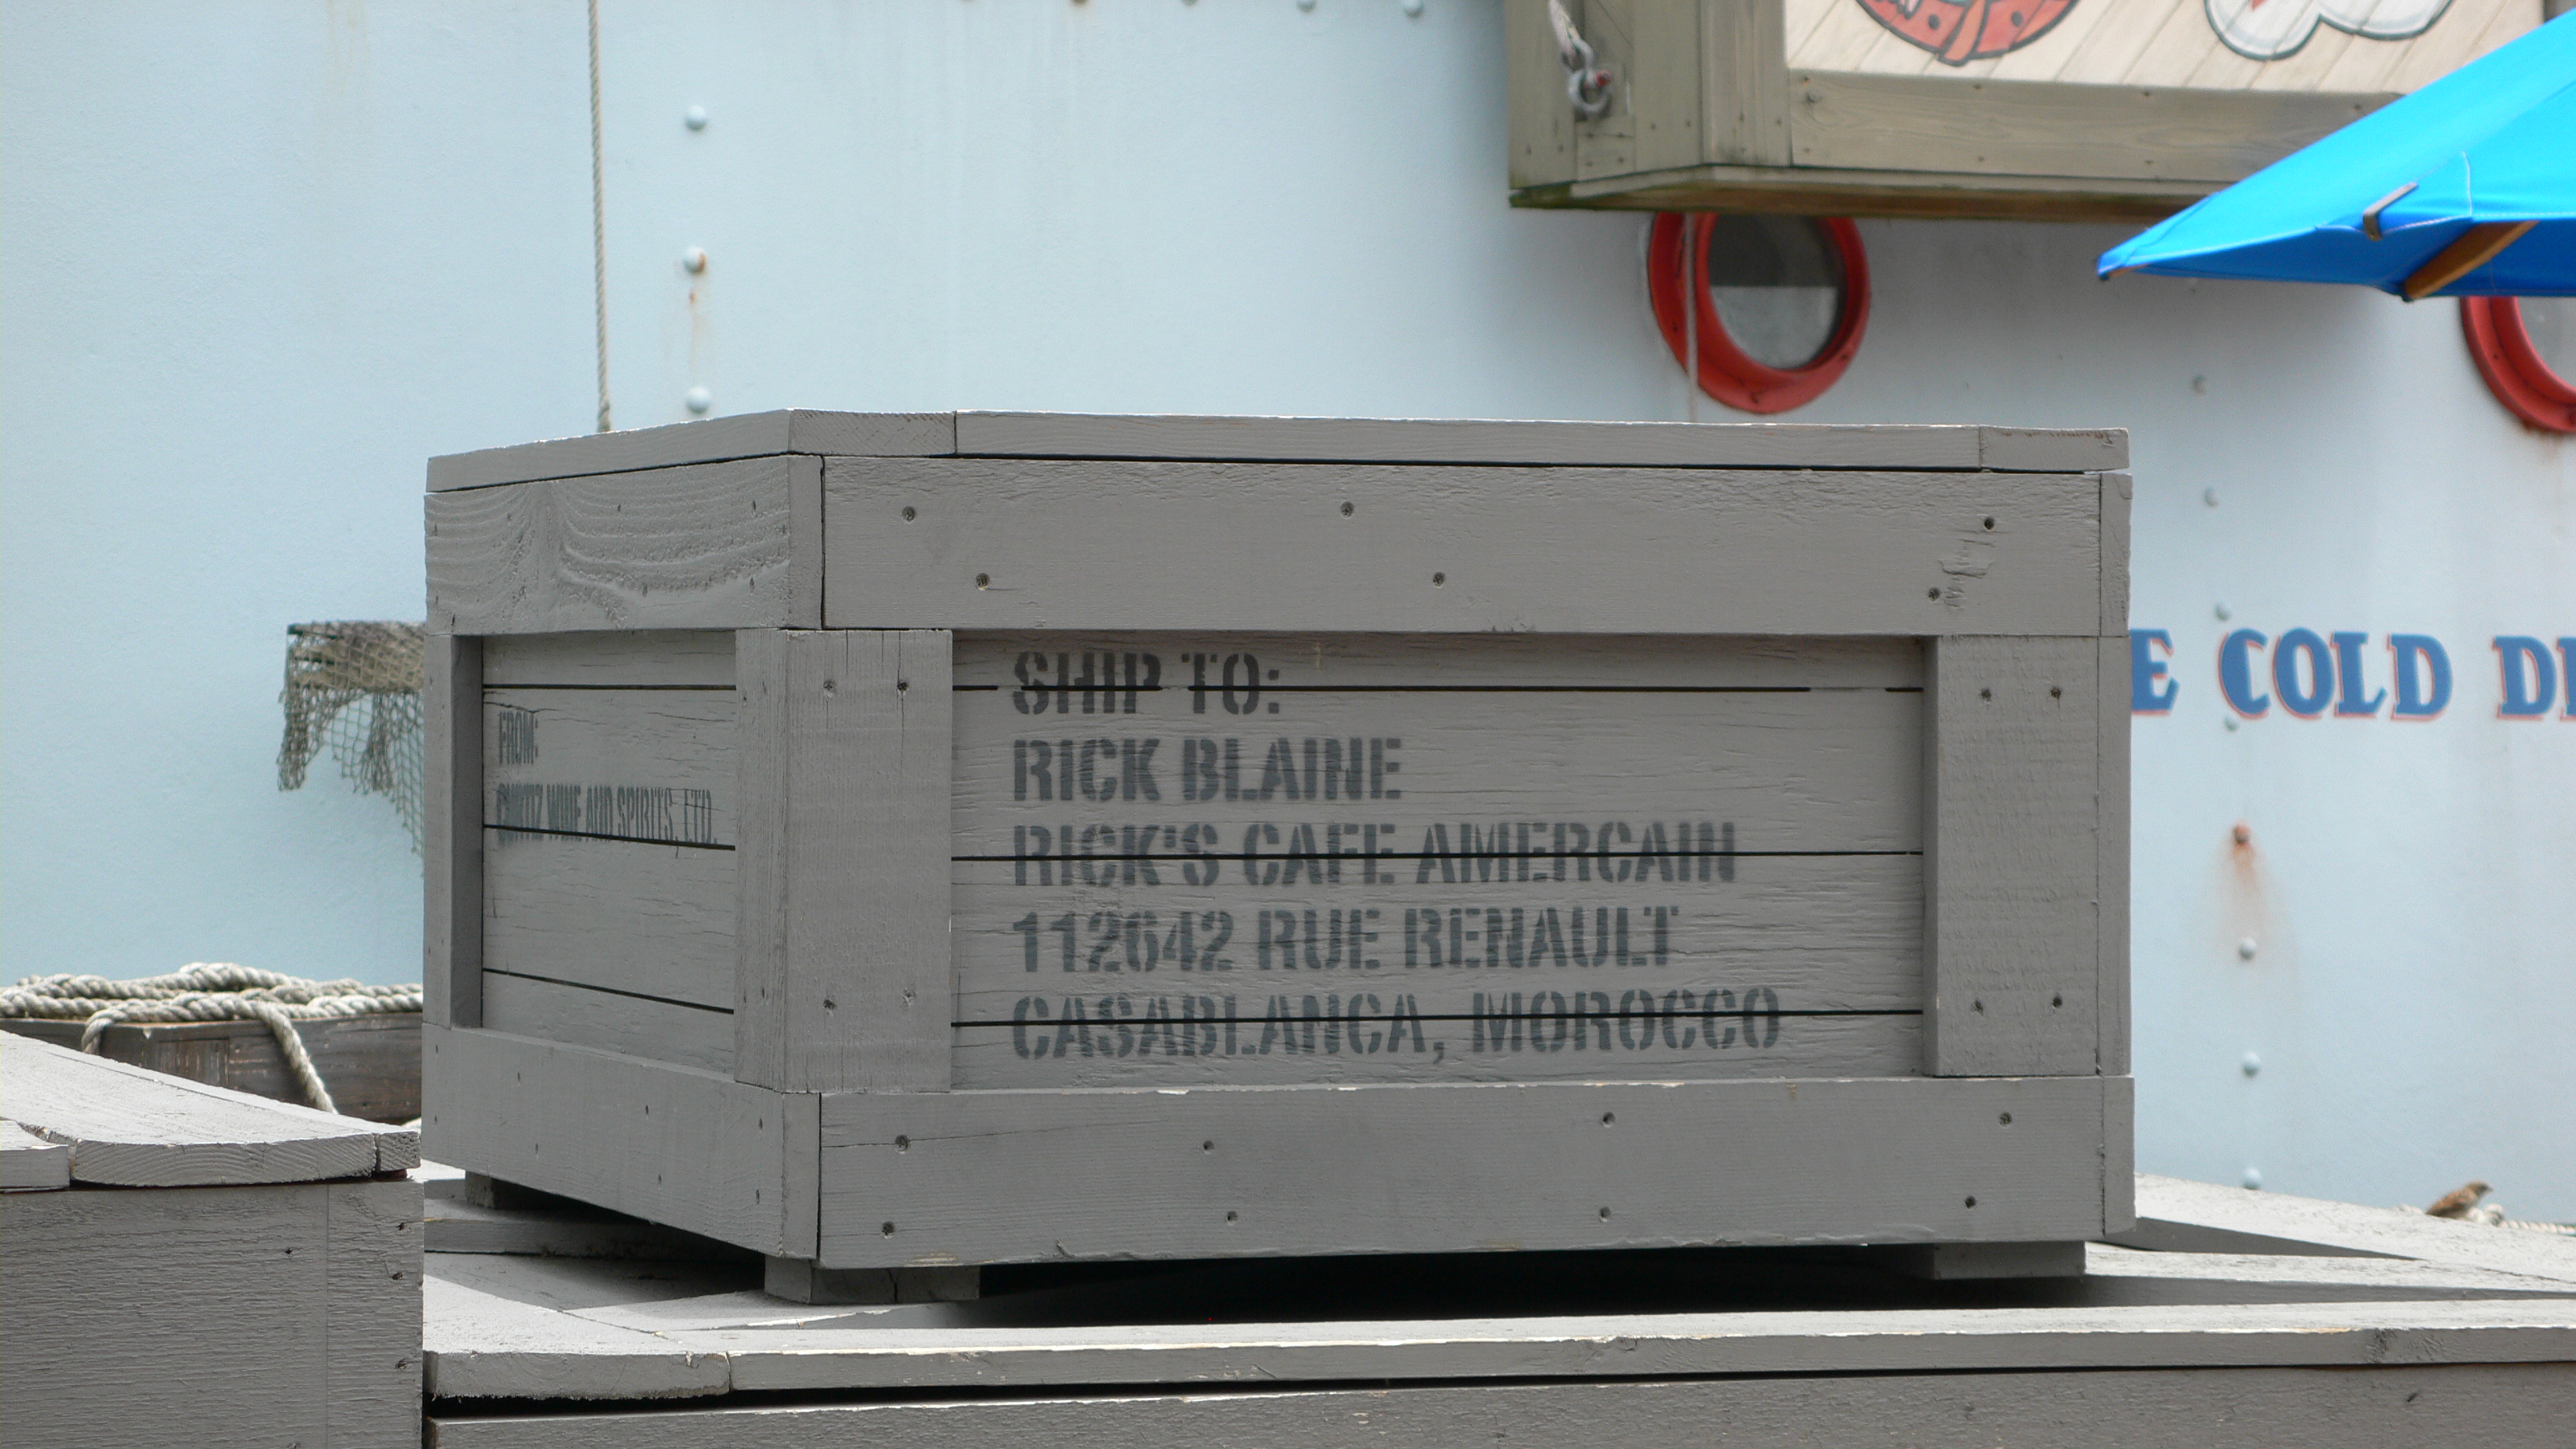 SHIP TO:
RICK BLAINE
RICK'S CAFE AMERCAIN
112642 RUE RENAULT
CASABLANCA, MOROCCO
FROM:
WINE AND SPIRITS, LTD.
E COLD